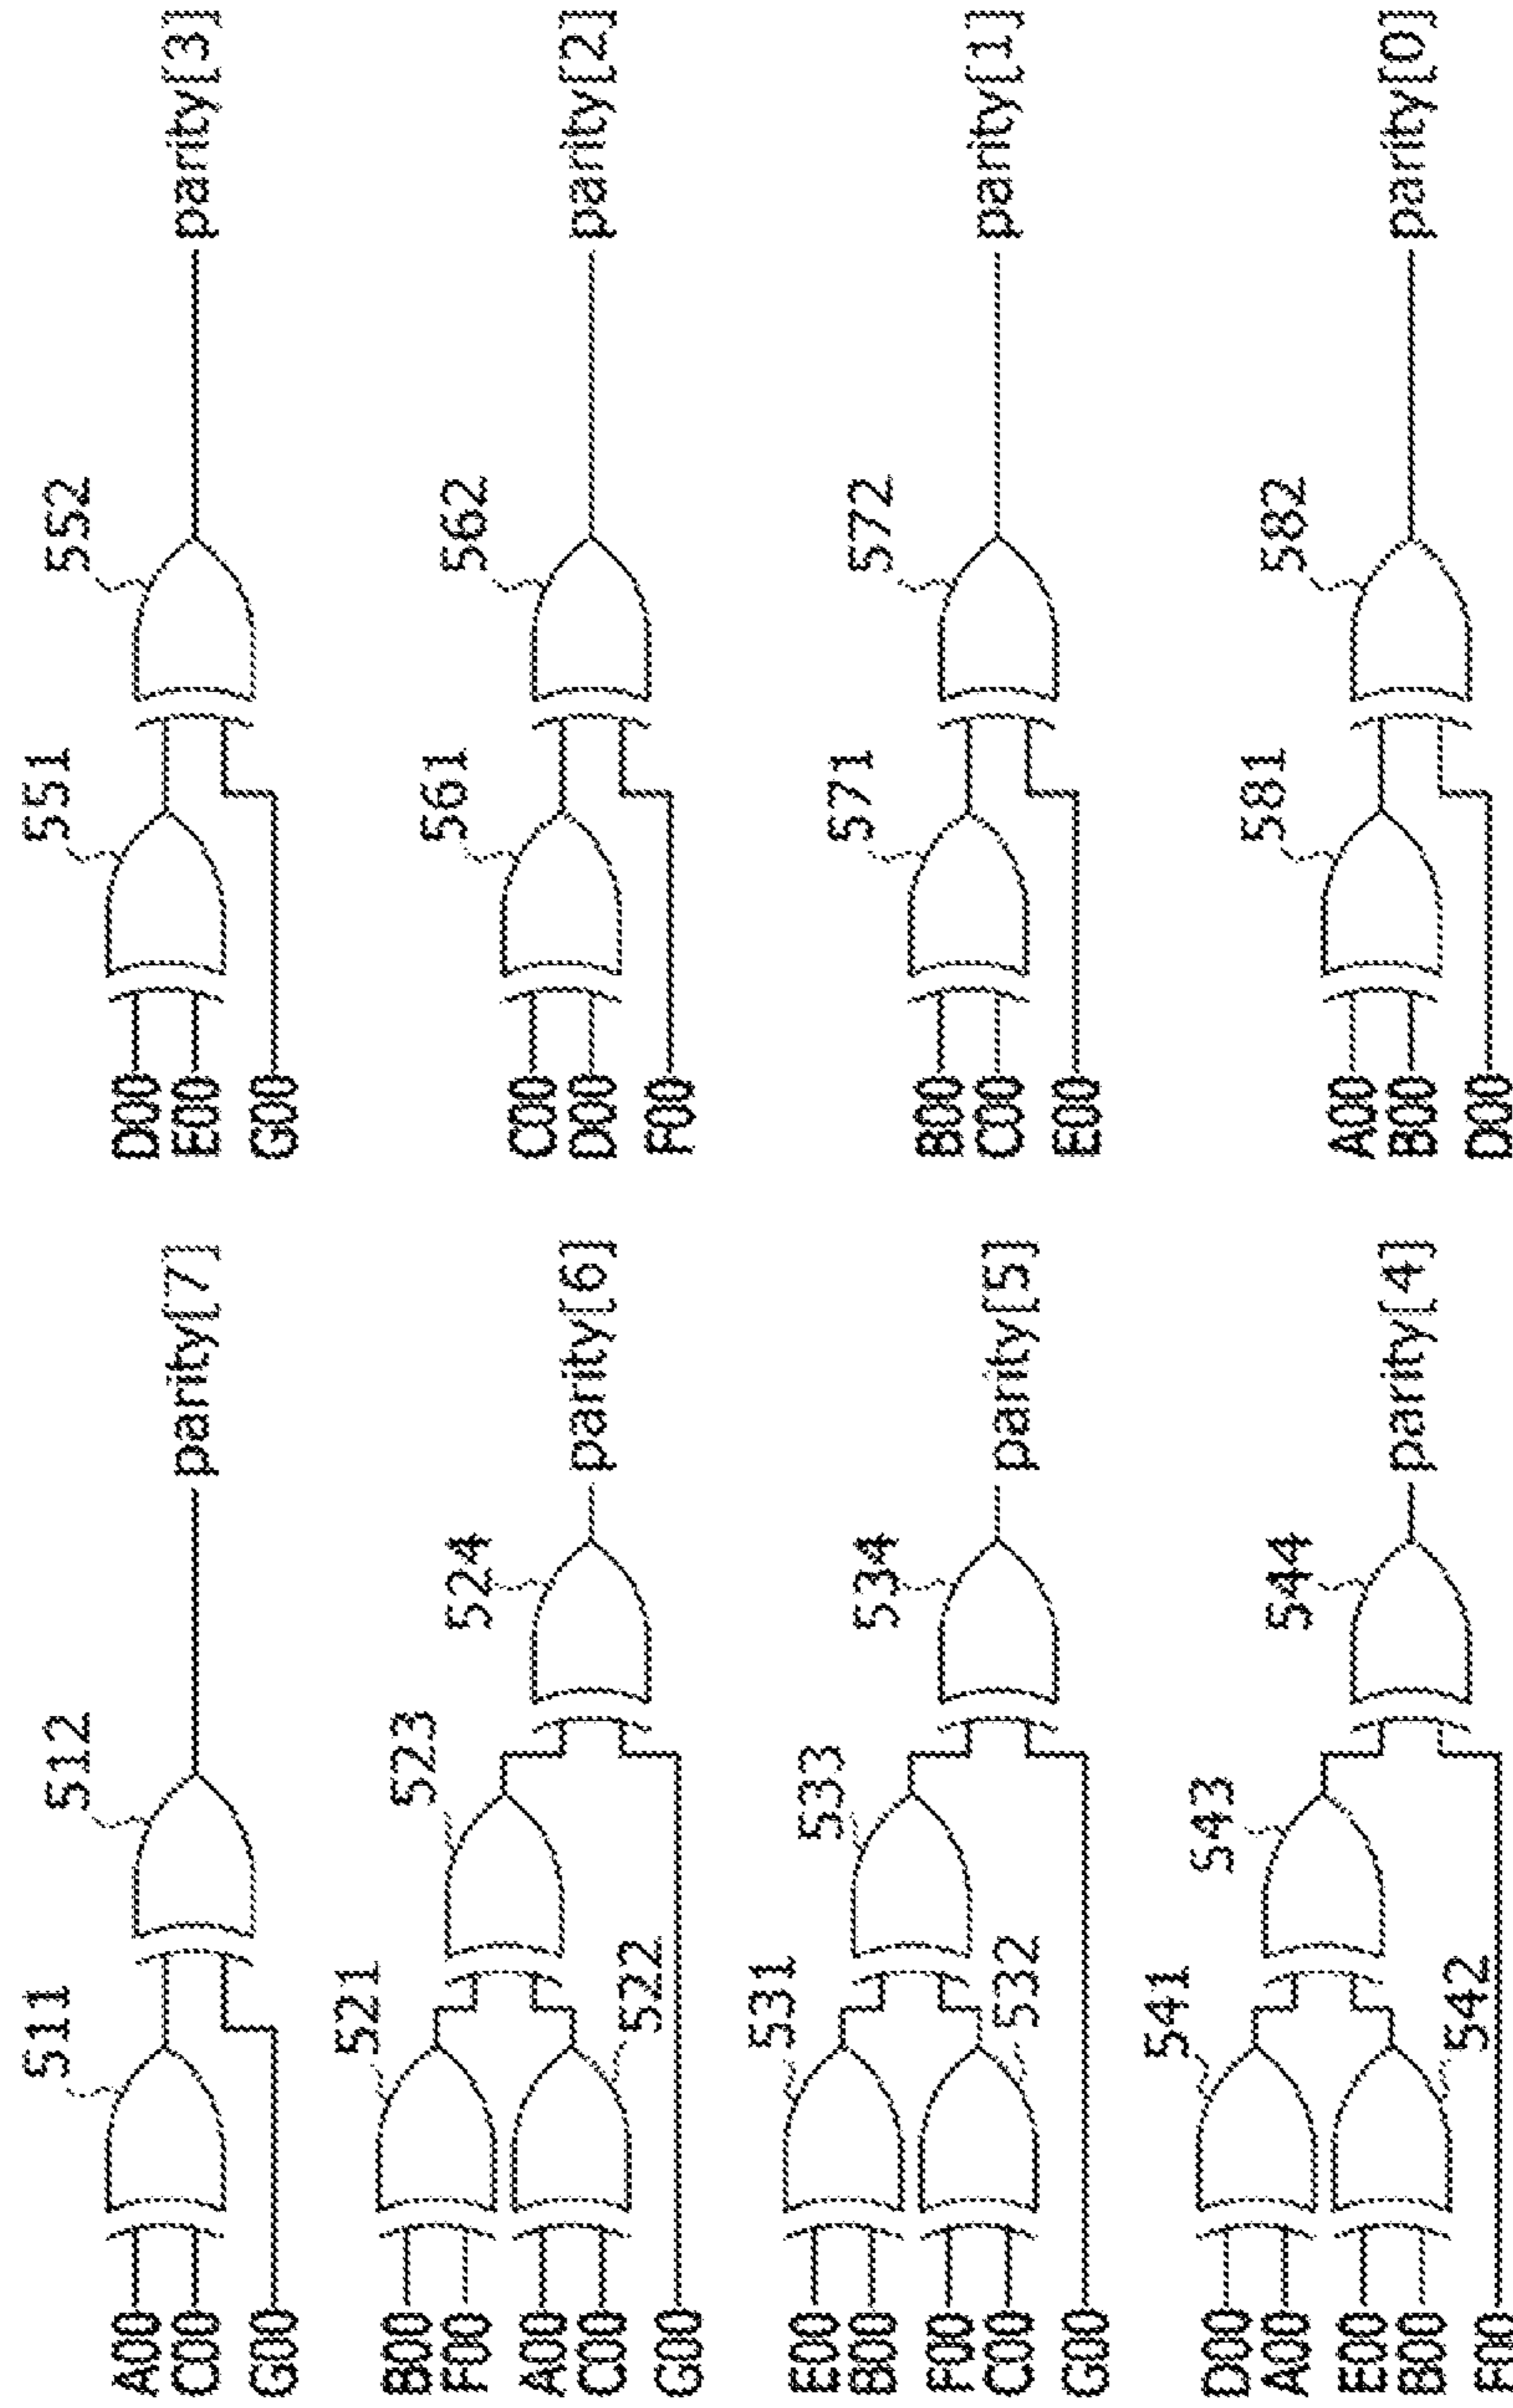 511
512
A00
C00
G00
parity[7]
521
522
523
524
B00
F00
A00
C00
G00
parity[6]
531
532
533
534
E00
B00
F00
C00
G00
parity[5]
541
542
543
544
D00
A00
E00
B00
F00
parity[4]
551
552
D00
E00
G00
parity[3]
561
562
C00
D00
F00
parity[2]
571
572
B00
C00
E00
parity[1]
581
582
A00
B00
D00
parity[0]